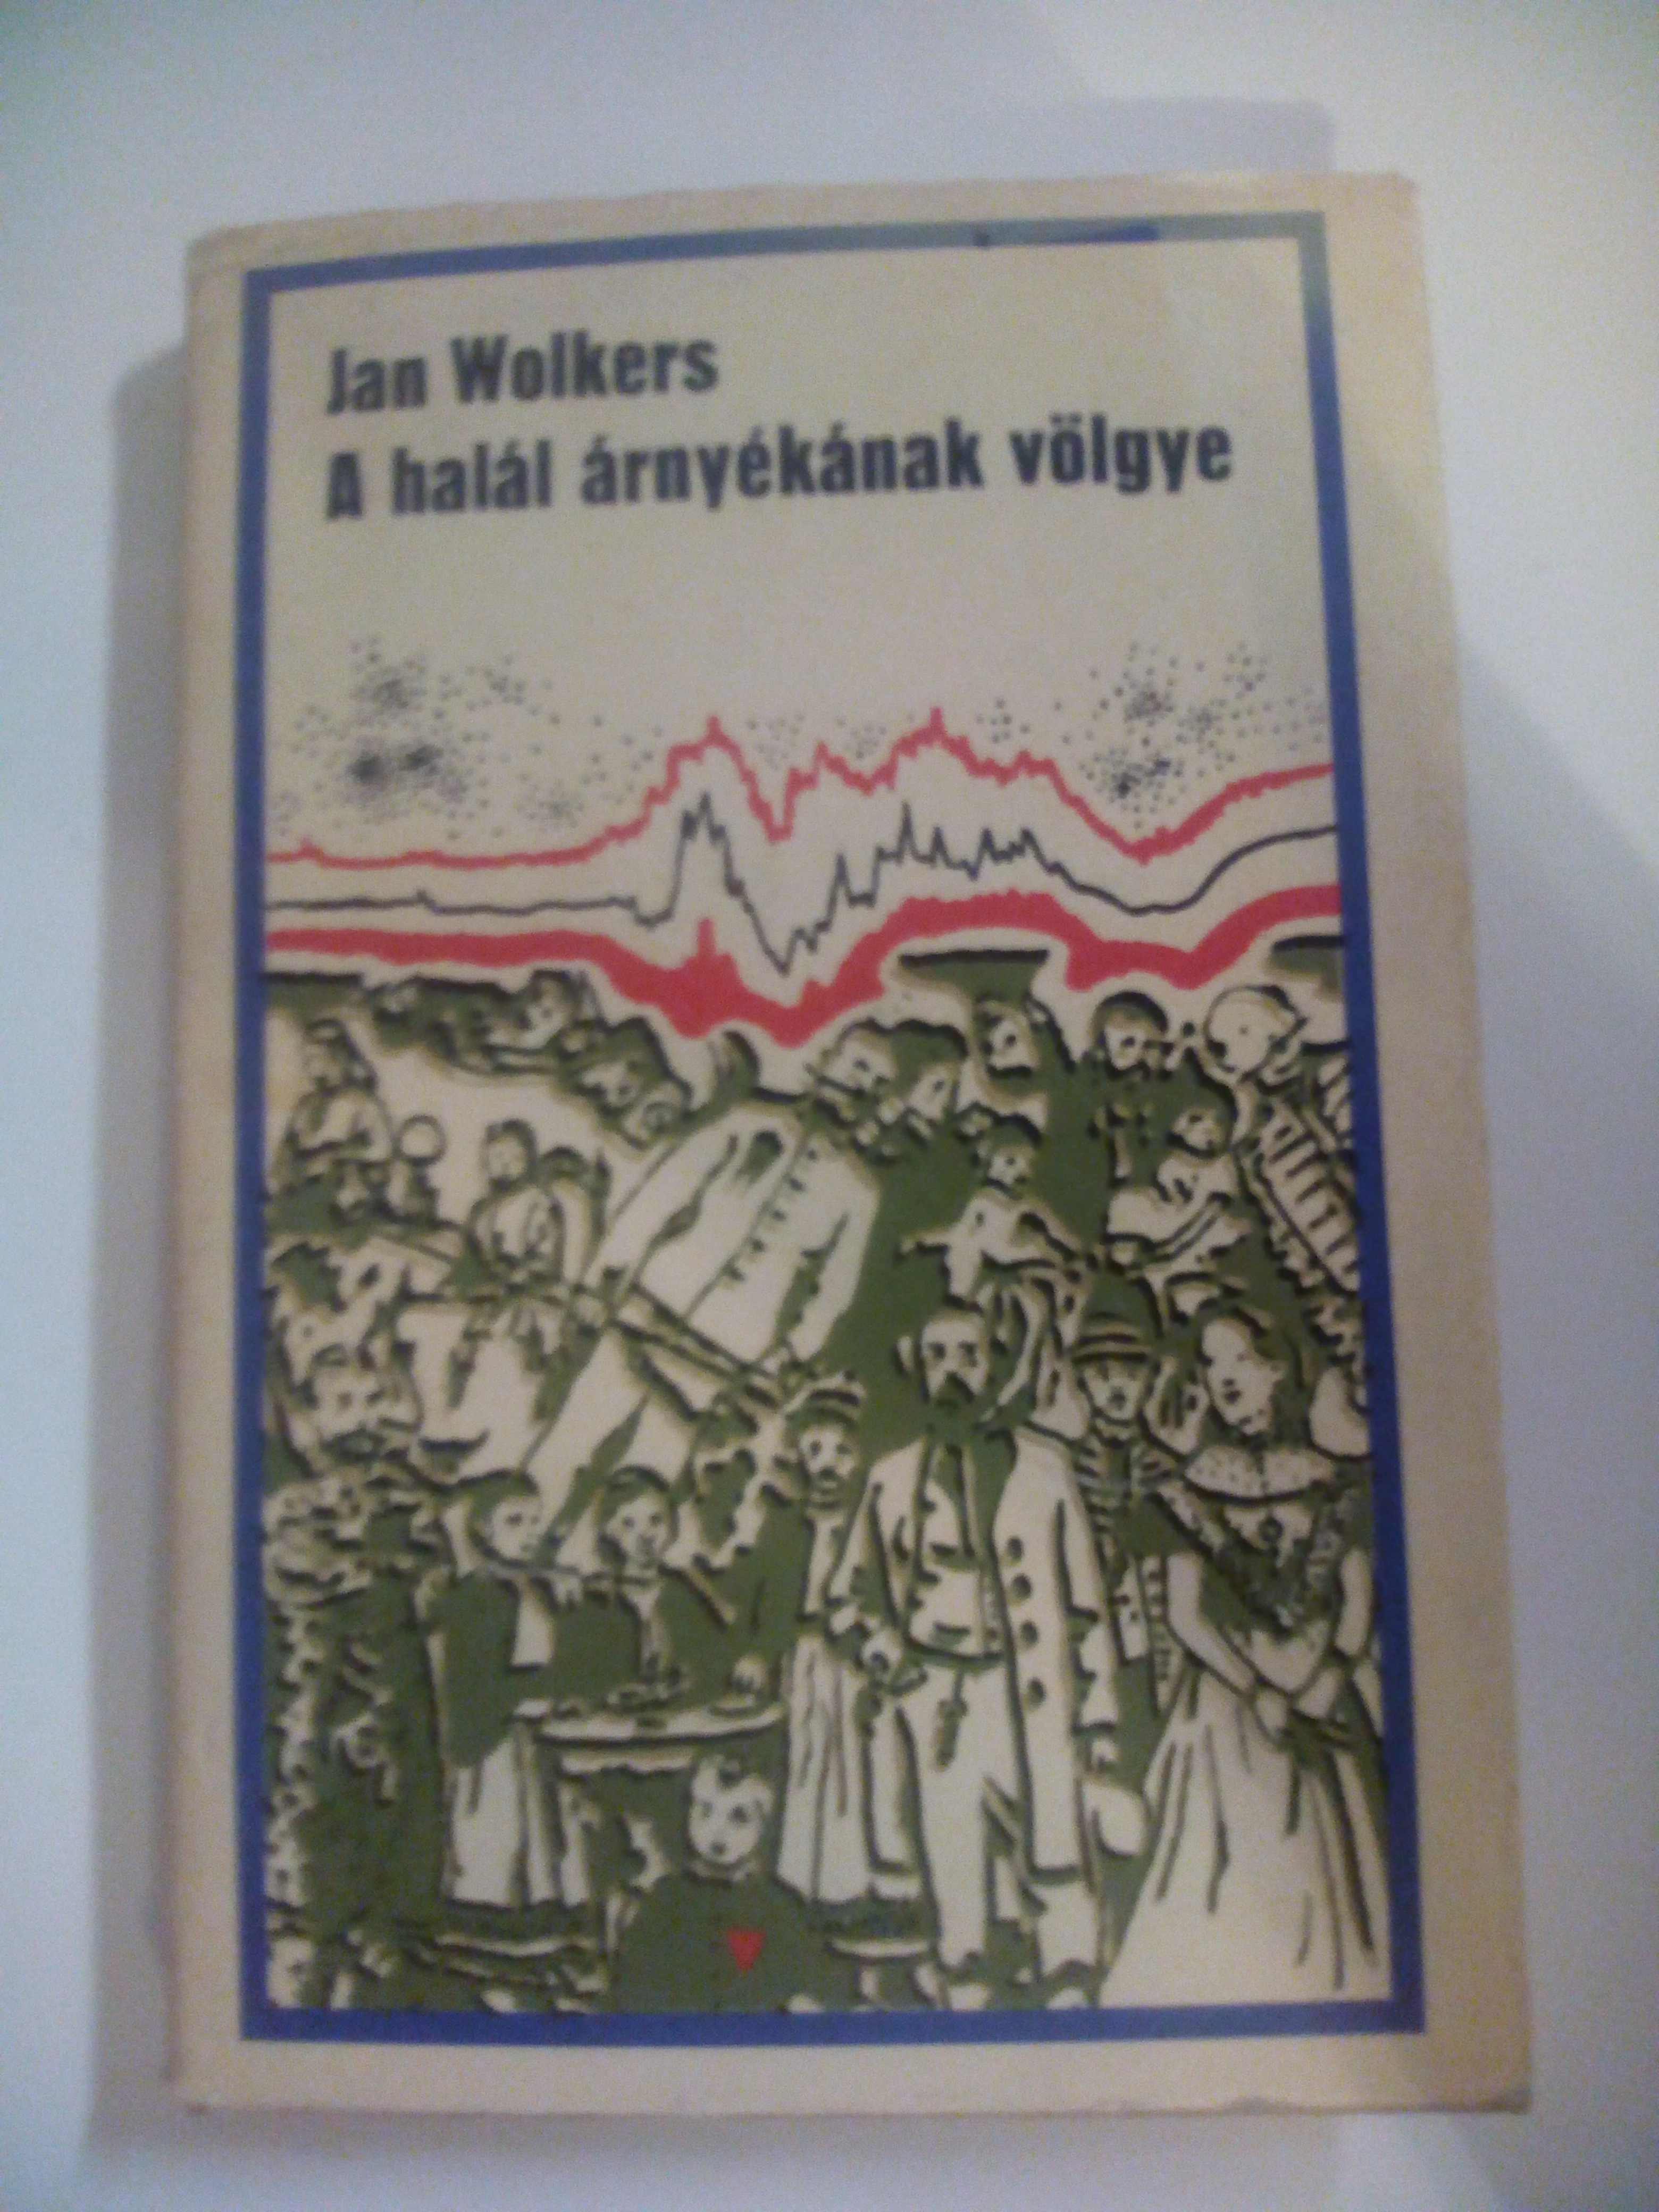 Jan Wolkers
A halál árnyékának völgye